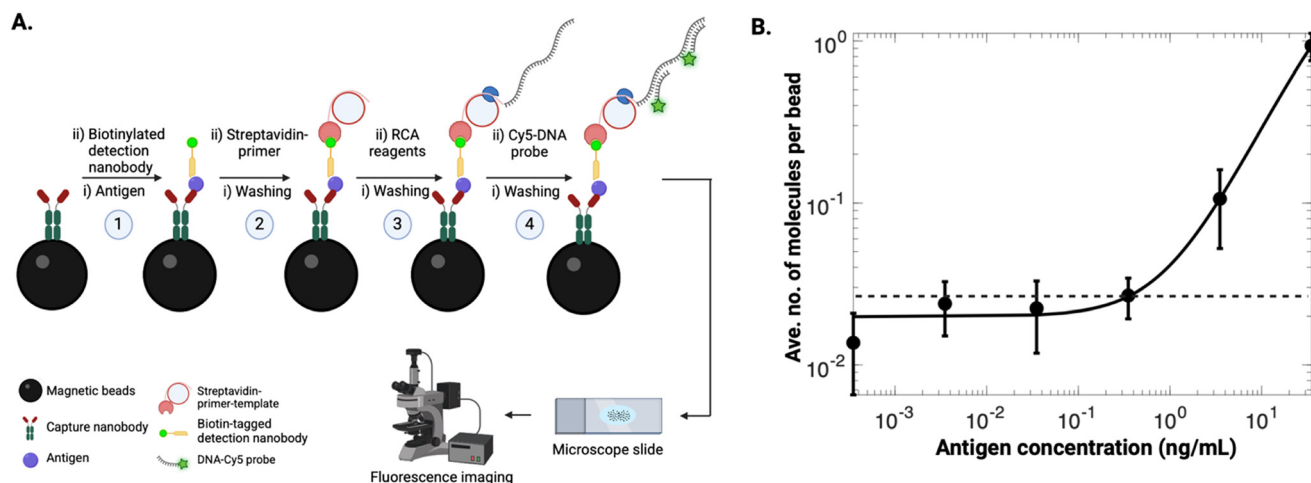 A.
ii) Biotinylated
detection
nanobody
i) Antigen
1
ii) Streptavidin-
primer
i) Washing
2
ii) RCA
reagents
i) Washing
3
ii) Cy5-DNA
probe
i) Washing
4
Magnetic beads
Capture nanobody
Antigen
Streptavidin-
primer-template
Biotin-tagged
detection nanobody
DNA-Cy5 probe
Fluorescence imaging
Microscope slide
B.
Ave. no. of molecules per bead
10^0
10^-1
10^-2
10^-3 10^-2 10^-1 10^0 10^1
Antigen concentration (ng/mL)